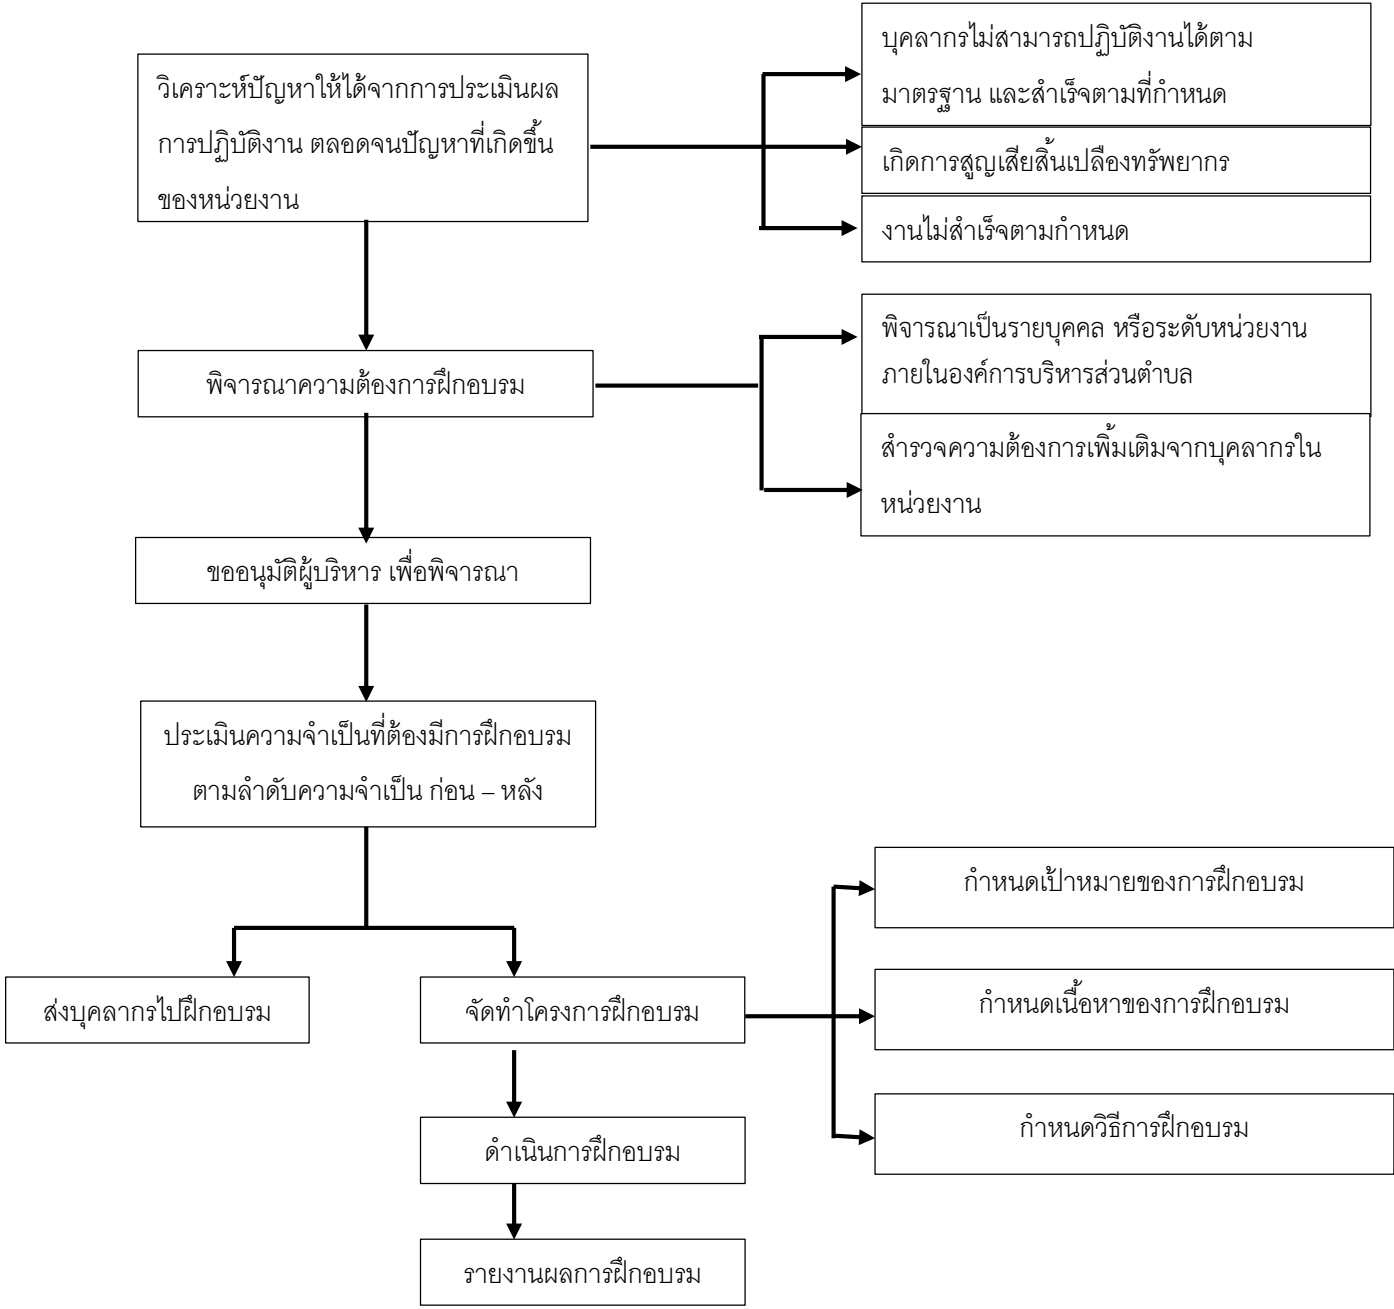 วิเคราะห์ปัญหาให้ได้จากการประเมินผล
การปฏิบัติงาน ตลอดจนปัญหาที่เกิดขึ้น
ของหน่วยงาน
บุคลากรไม่สามารถปฏิบัติงานได้ตาม
มาตรฐาน และสำเร็จตามที่กำหนด
เกิดการสูญเสียสิ้นเปลืองทรัพยากร
งานไม่สำเร็จตามกำหนด
พิจารณาความต้องการฝึกอบรม
พิจารณาเป็นรายบุคคล หรือระดับหน่วยงาน
ภายในองค์การบริหารส่วนตำบล
สำรวจความต้องการเพิ่มเติมจากบุคลากรใน
หน่วยงาน
ขออนุมัติผู้บริหาร เพื่อพิจารณา
ประเมินความจำเป็นที่ต้องมีการฝึกอบรม
ตามลำดับความจำเป็น ก่อน – หลัง
ส่งบุคลากรไปฝึกอบรม
จัดทำโครงการฝึกอบรม
กำหนดเป้าหมายของการฝึกอบรม
กำหนดเนื้อหาของการฝึกอบรม
กำหนดวิธีการฝึกอบรม
ดำเนินการฝึกอบรม
รายงานผลการฝึกอบรม